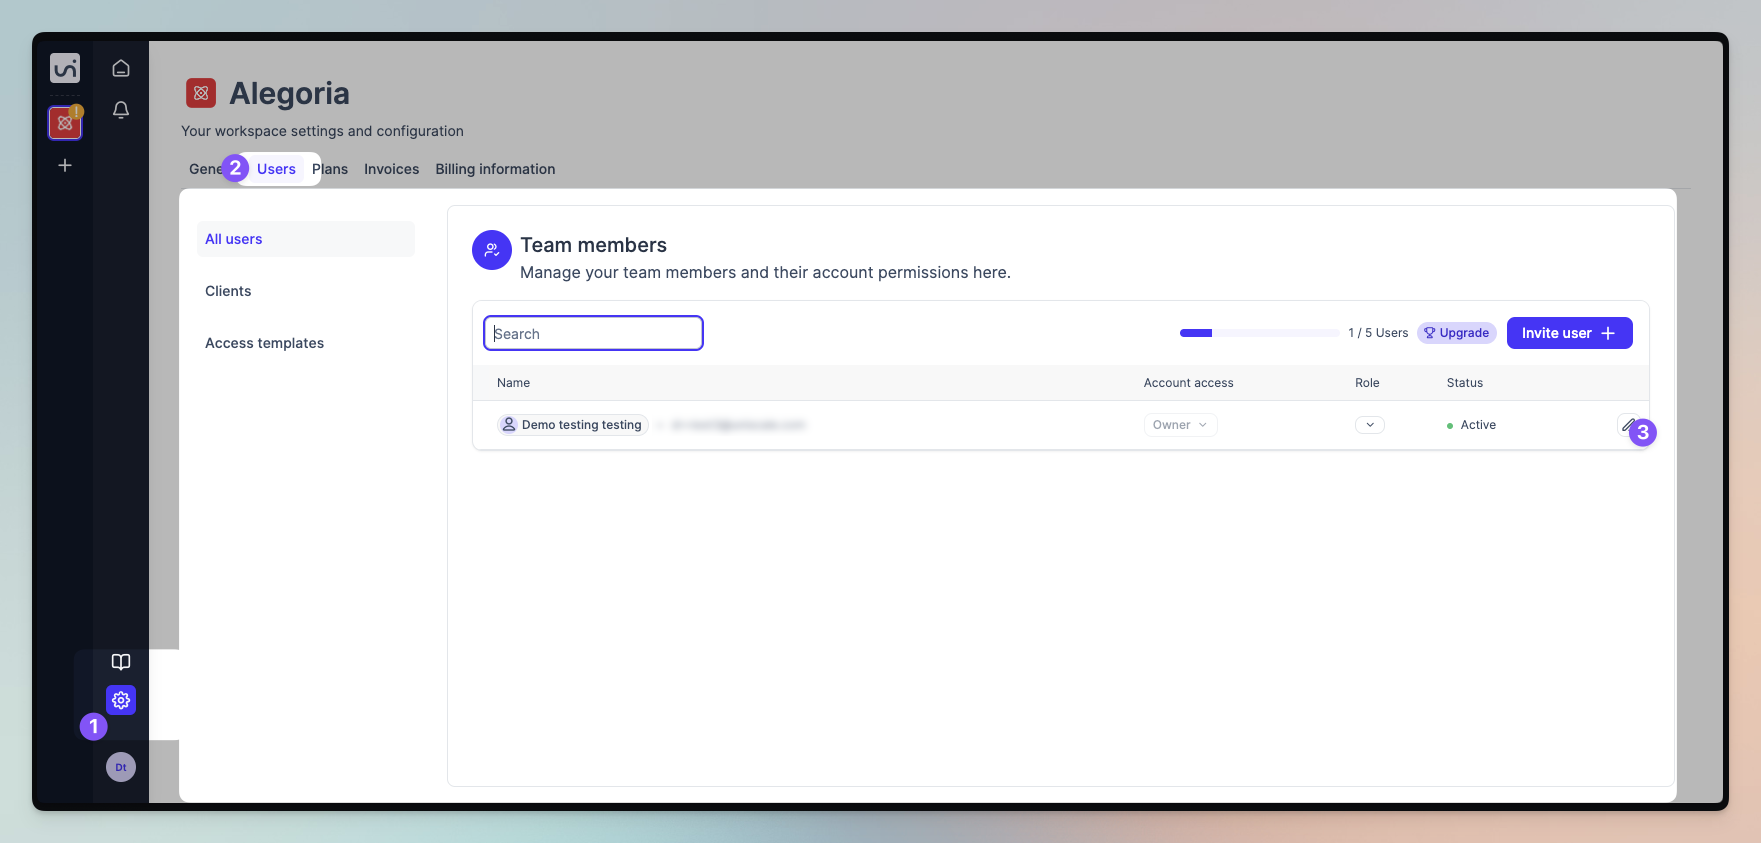 Alegoria
Your workspace settings and configuration
Gene
2
Users
Plans
Invoices
Billing information
All users
Clients
Access templates
Team members
Manage your team members and their account permissions here.
Search
1 / 5 Users
Upgrade
Invite user
Name
Account access
Role
Status
Demo testing testing
Owner
Active
3
1
Dt